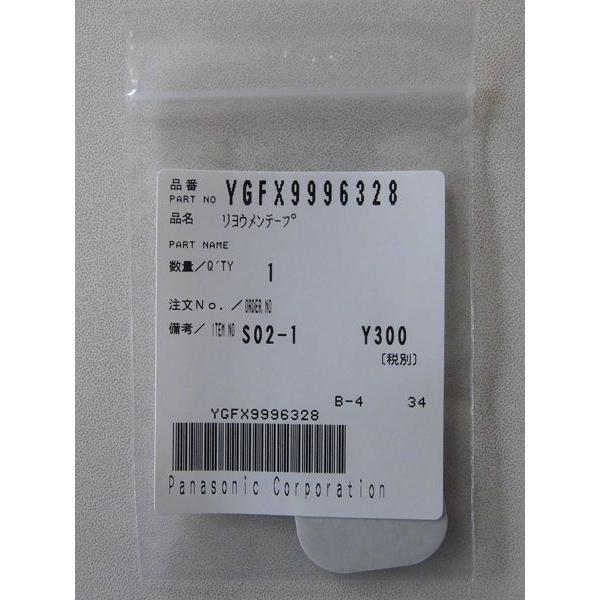 品番
PART NO YGFX9996328
品名 リヨウメンテープ
PART NAME
数量/Q'TY 1
注文No./ORDER NO
備考/ITEM NO S02-1 Y300
〔税別〕
B-4 34
YGFX9996328
Panasonic Corporation